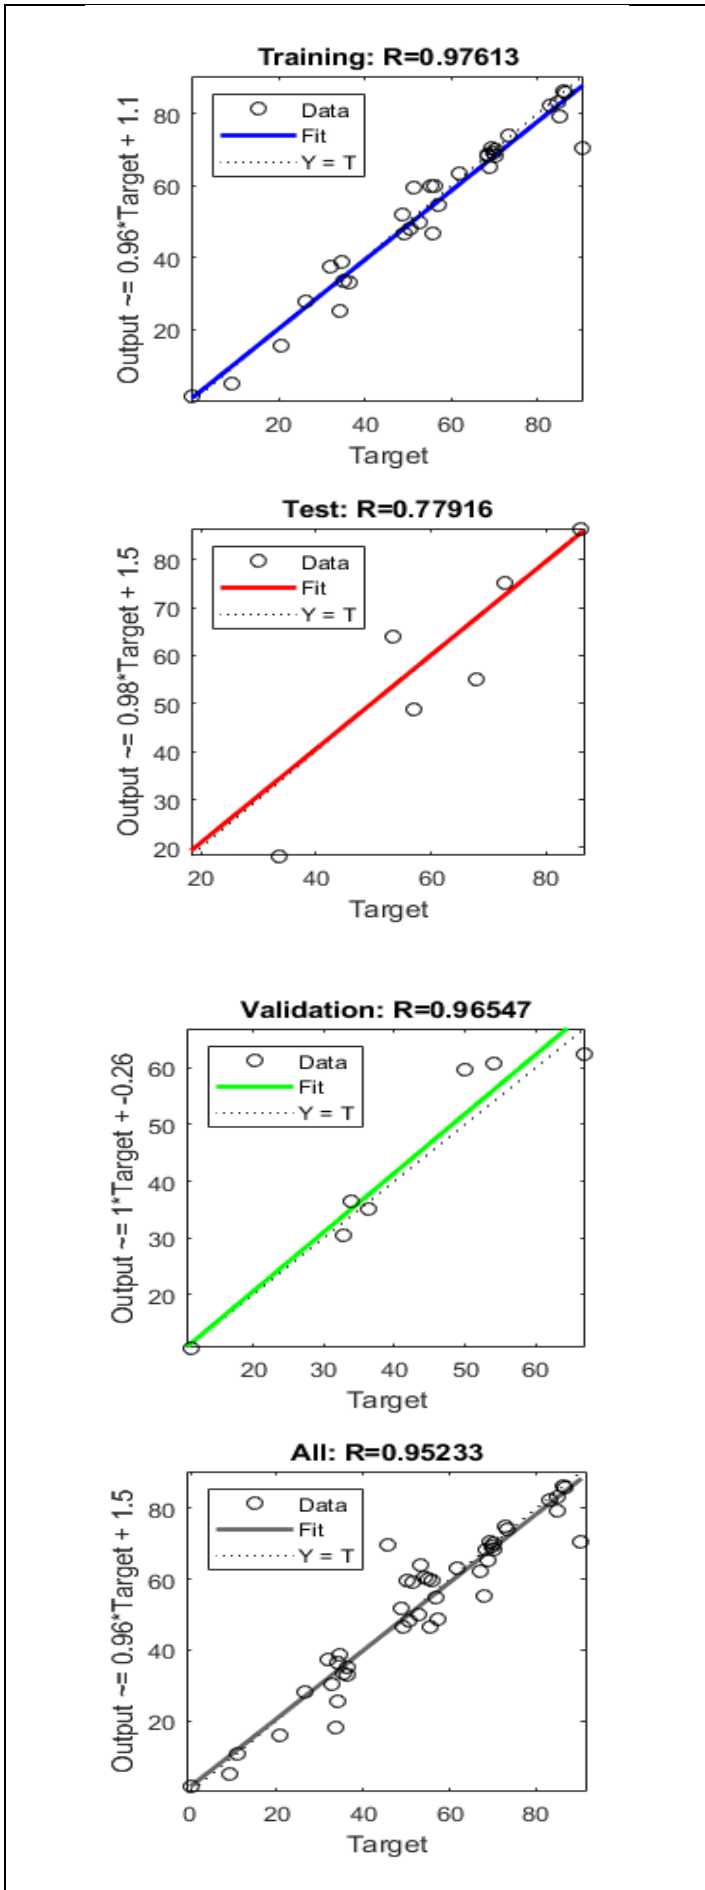 Training: R=0.97613
Output ~= 0.96*Target + 1.1
Data
Fit
Y = T
80
60
40
20
20 40 60 80
Target
Test: R=0.77916
Output ~= 0.98*Target + 1.5
Data
Fit
Y = T
80
70
60
50
40
30
20
20 40 60 80
Target
Validation: R=0.96547
Output ~= 1*Target + -0.26
Data
Fit
Y = T
60
50
40
30
20
20 30 40 50 60
Target
All: R=0.95233
Output ~= 0.96*Target + 1.5
Data
Fit
Y = T
80
60
40
20
0 20 40 60 80
Target